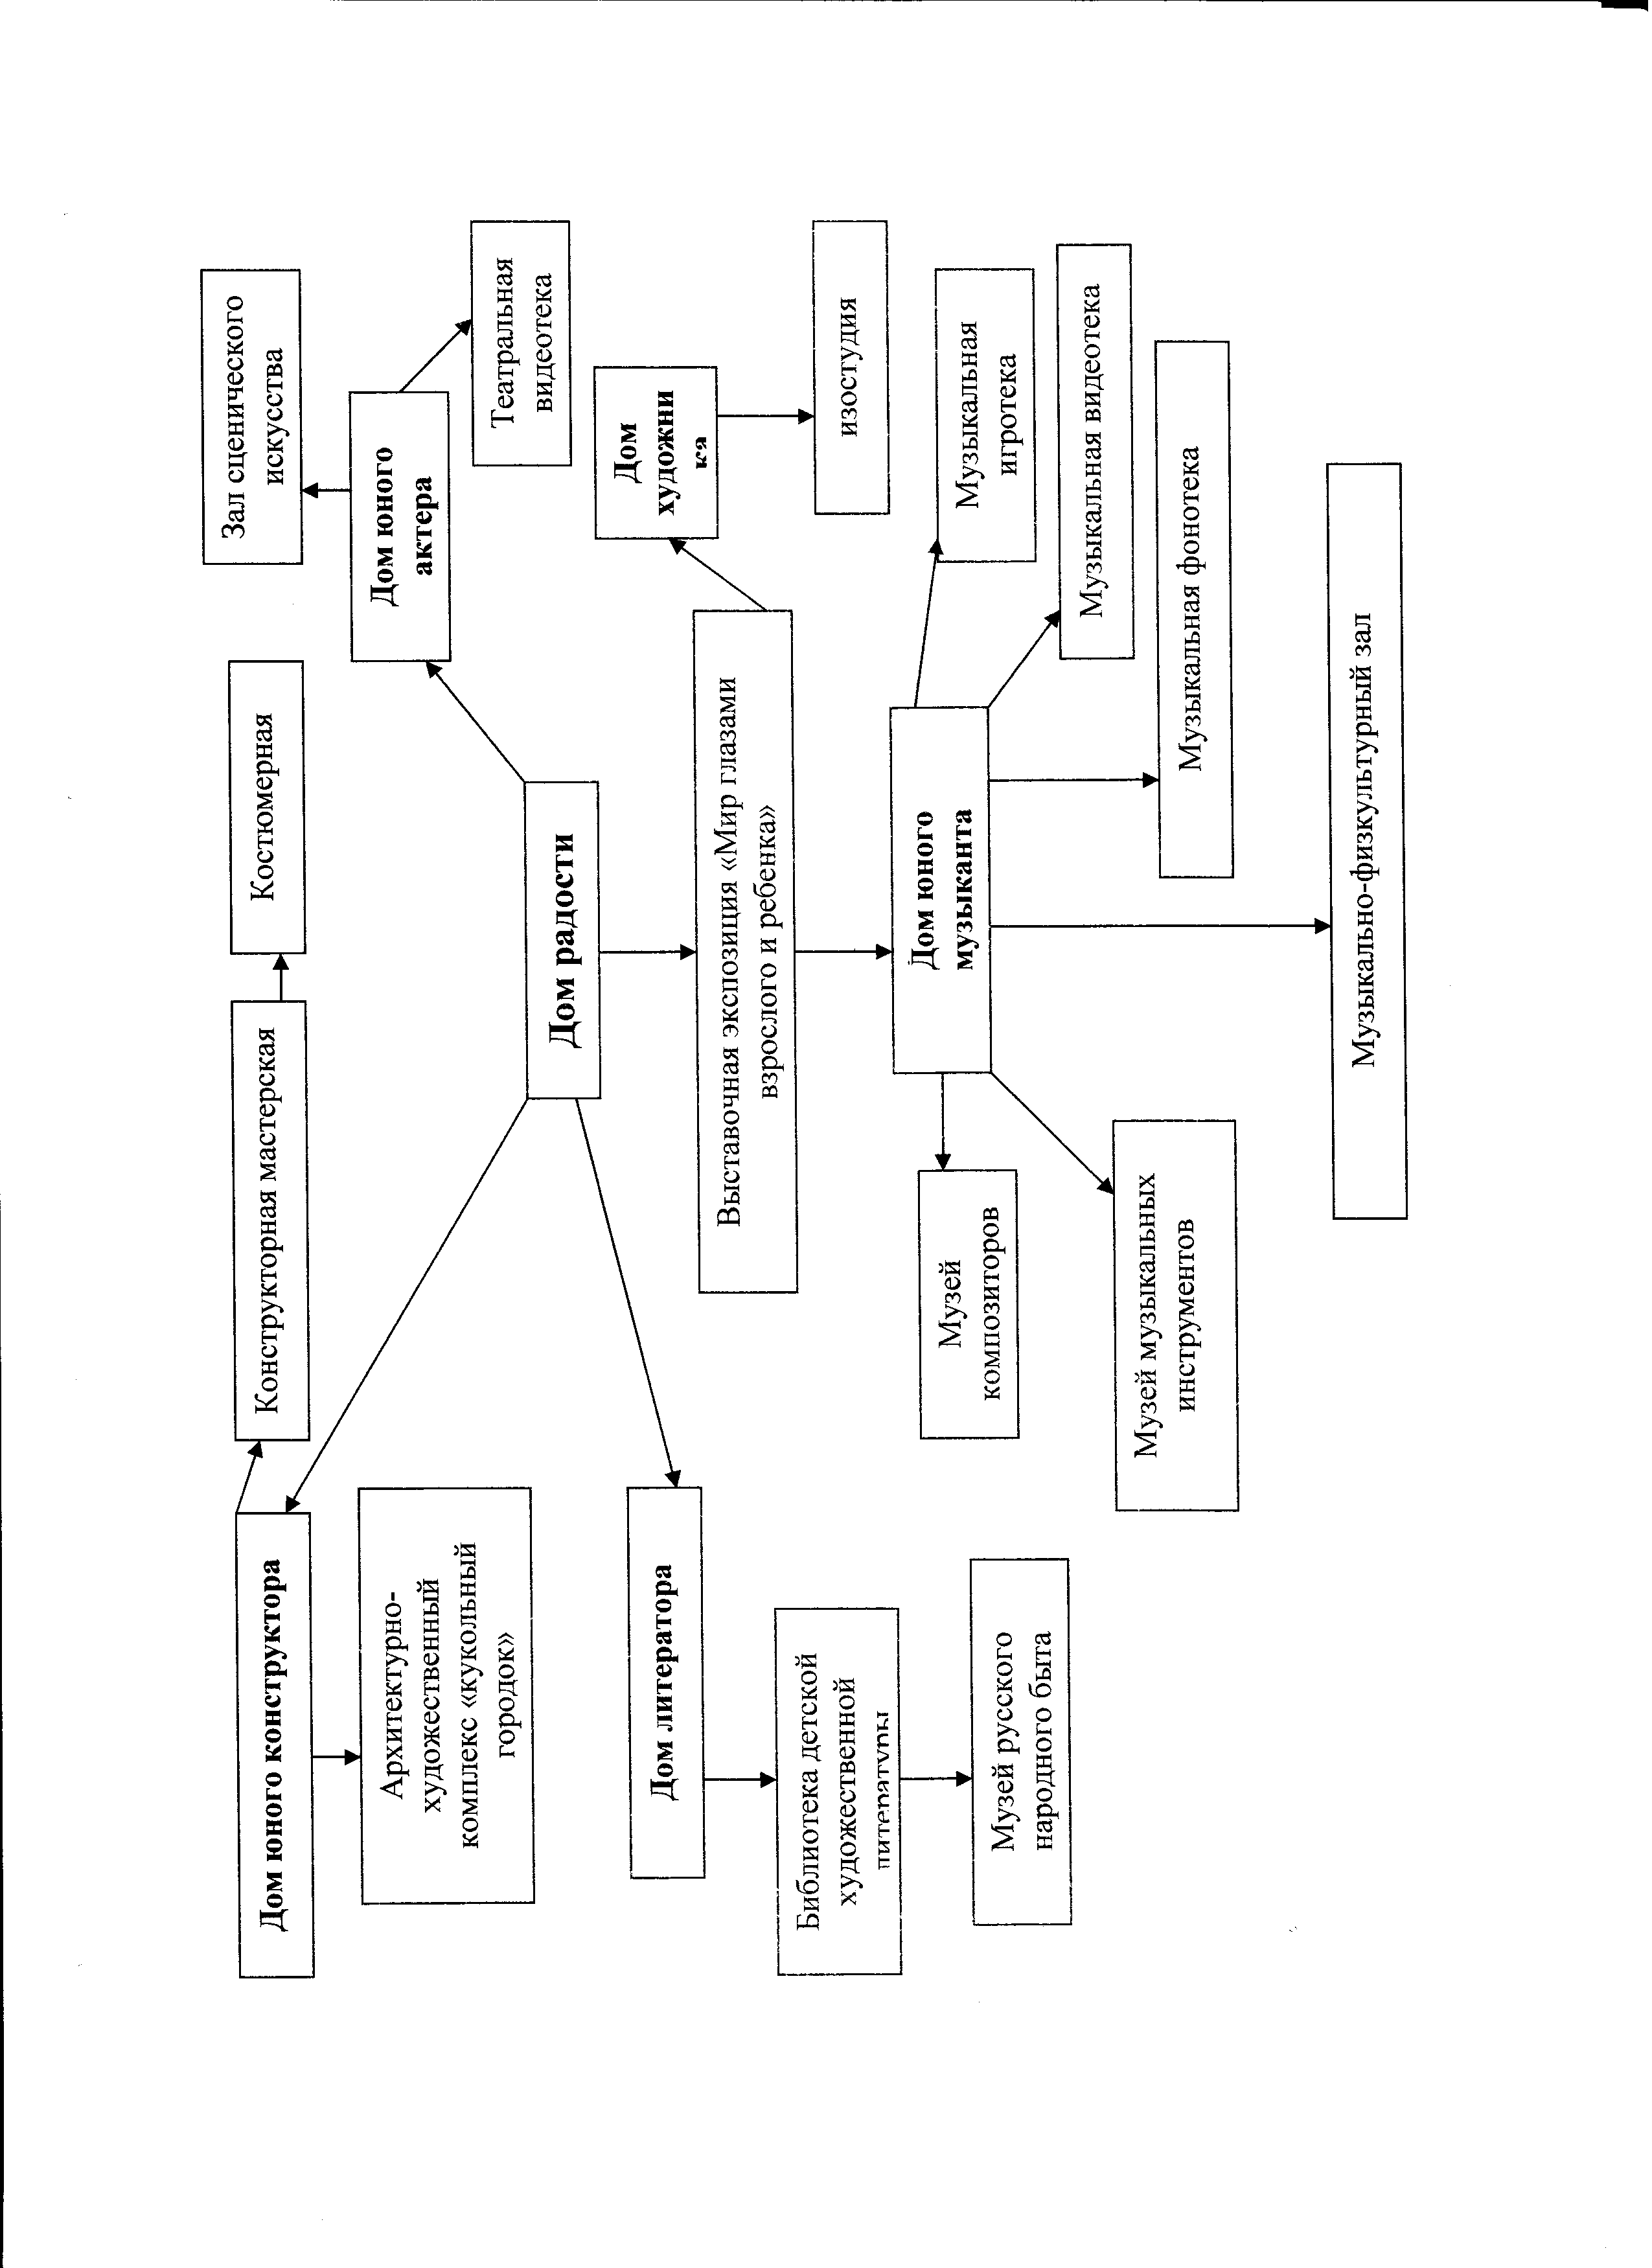 Дом юного конструктора
Конструкторная мастерская
Костюмерная
Зал сценического
искусства
Архитектурно-
художественный
комплекс «кукольный
городок»
Дом юного
актера
Театральная
видеотека
Дом радости
Дом литератора
Дом
художни
ка
Выставочная экспозиция «Мир глазами
взрослого и ребенка»
Библиотека детской
художественной
литературы
изостудия
Дом юного
музыканта
Музей
композиторов
Музыкальная
игротека
Музей русского
народного быта
Музыкальная видеотека
Музей музыкальных
инструментов
Музыкальная фонотека
Музыкально-физкультурный зал